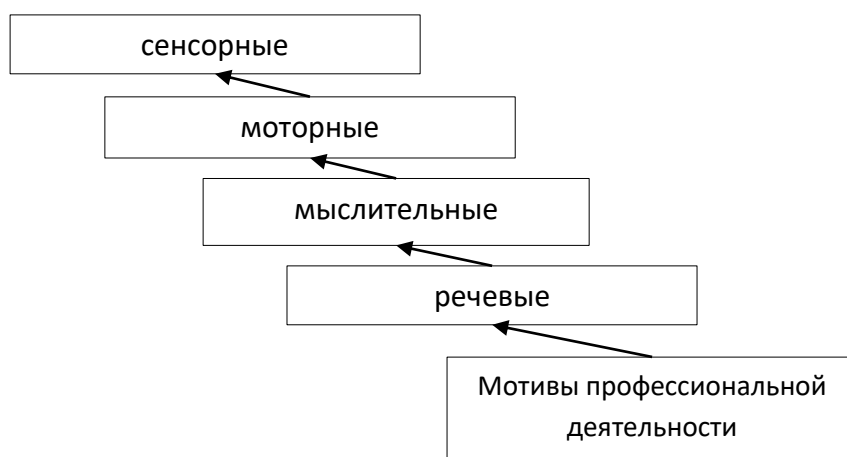 сенсорные
моторные
мыслительные
речевые
Мотивы профессиональной
деятельности